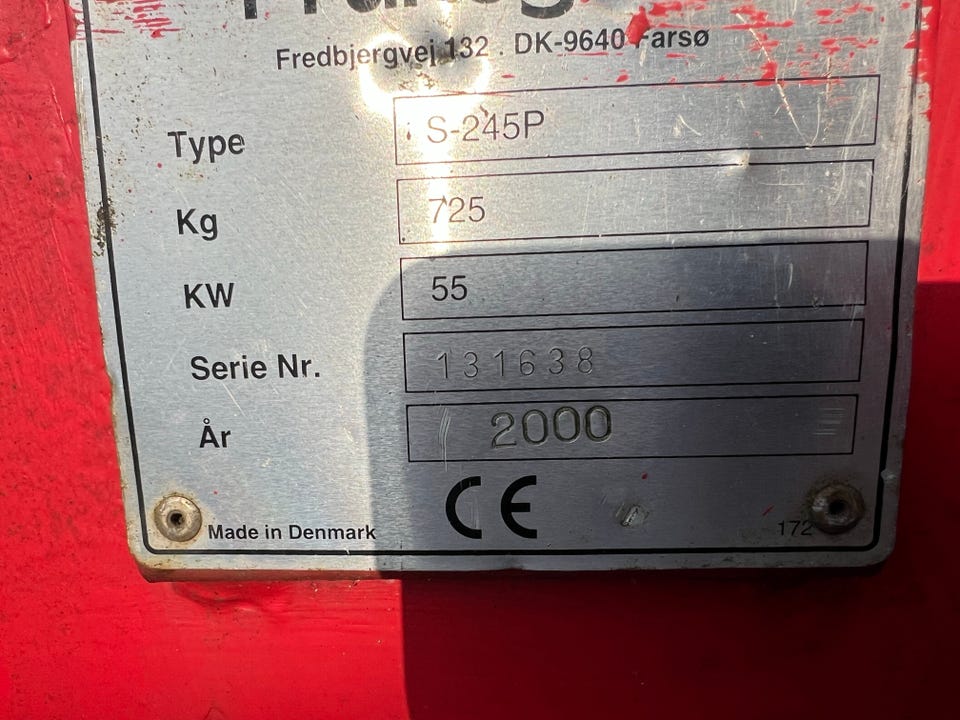 Fredbjergvej 132 . DK-9640 Farsø
Type S-245P
Kg 725
KW 55
Serie Nr. 131638
År 2000
CE
Made in Denmark 172